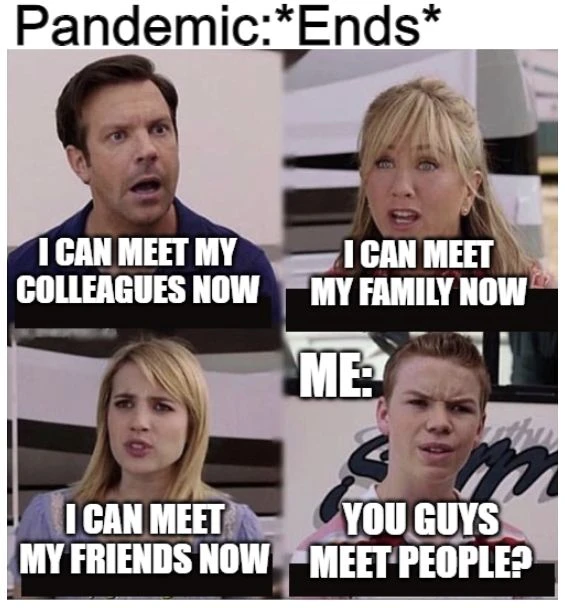 Pandemic:*Ends*
I CAN MEET MY
COLLEAGUES NOW
I CAN MEET
MY FAMILY NOW
I CAN MEET
MY FRIENDS NOW
ME:
YOU GUYS
MEET PEOPLE?